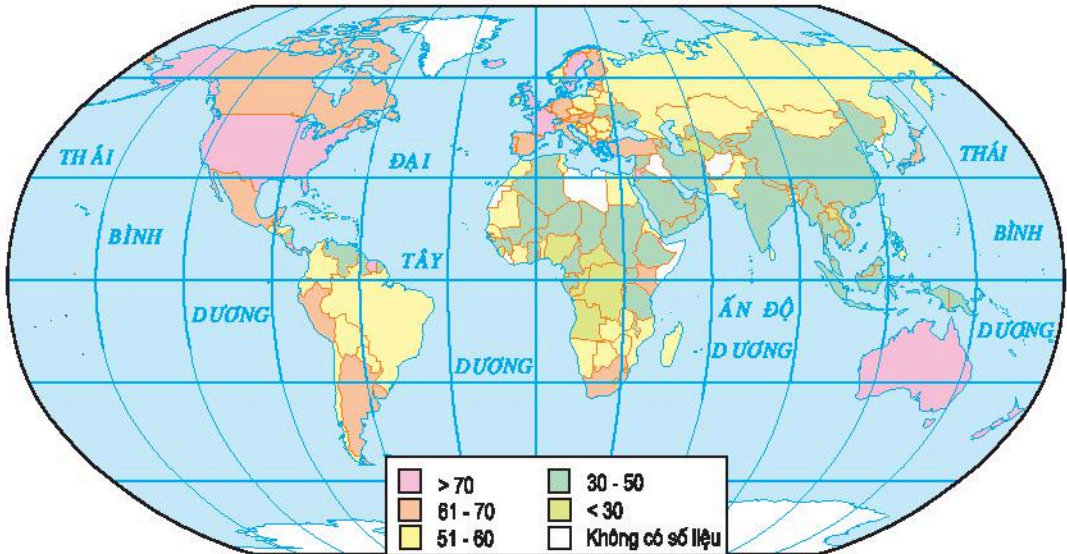 THÁI
ĐẠI
THÁI
BÌNH
BÌNH
TÂY
DƯƠNG
ẤN ĐỘ
DƯƠNG
DƯƠNG
DƯƠNG
> 70
61 - 70
51 - 60
30 - 50
< 30
Không có số liệu